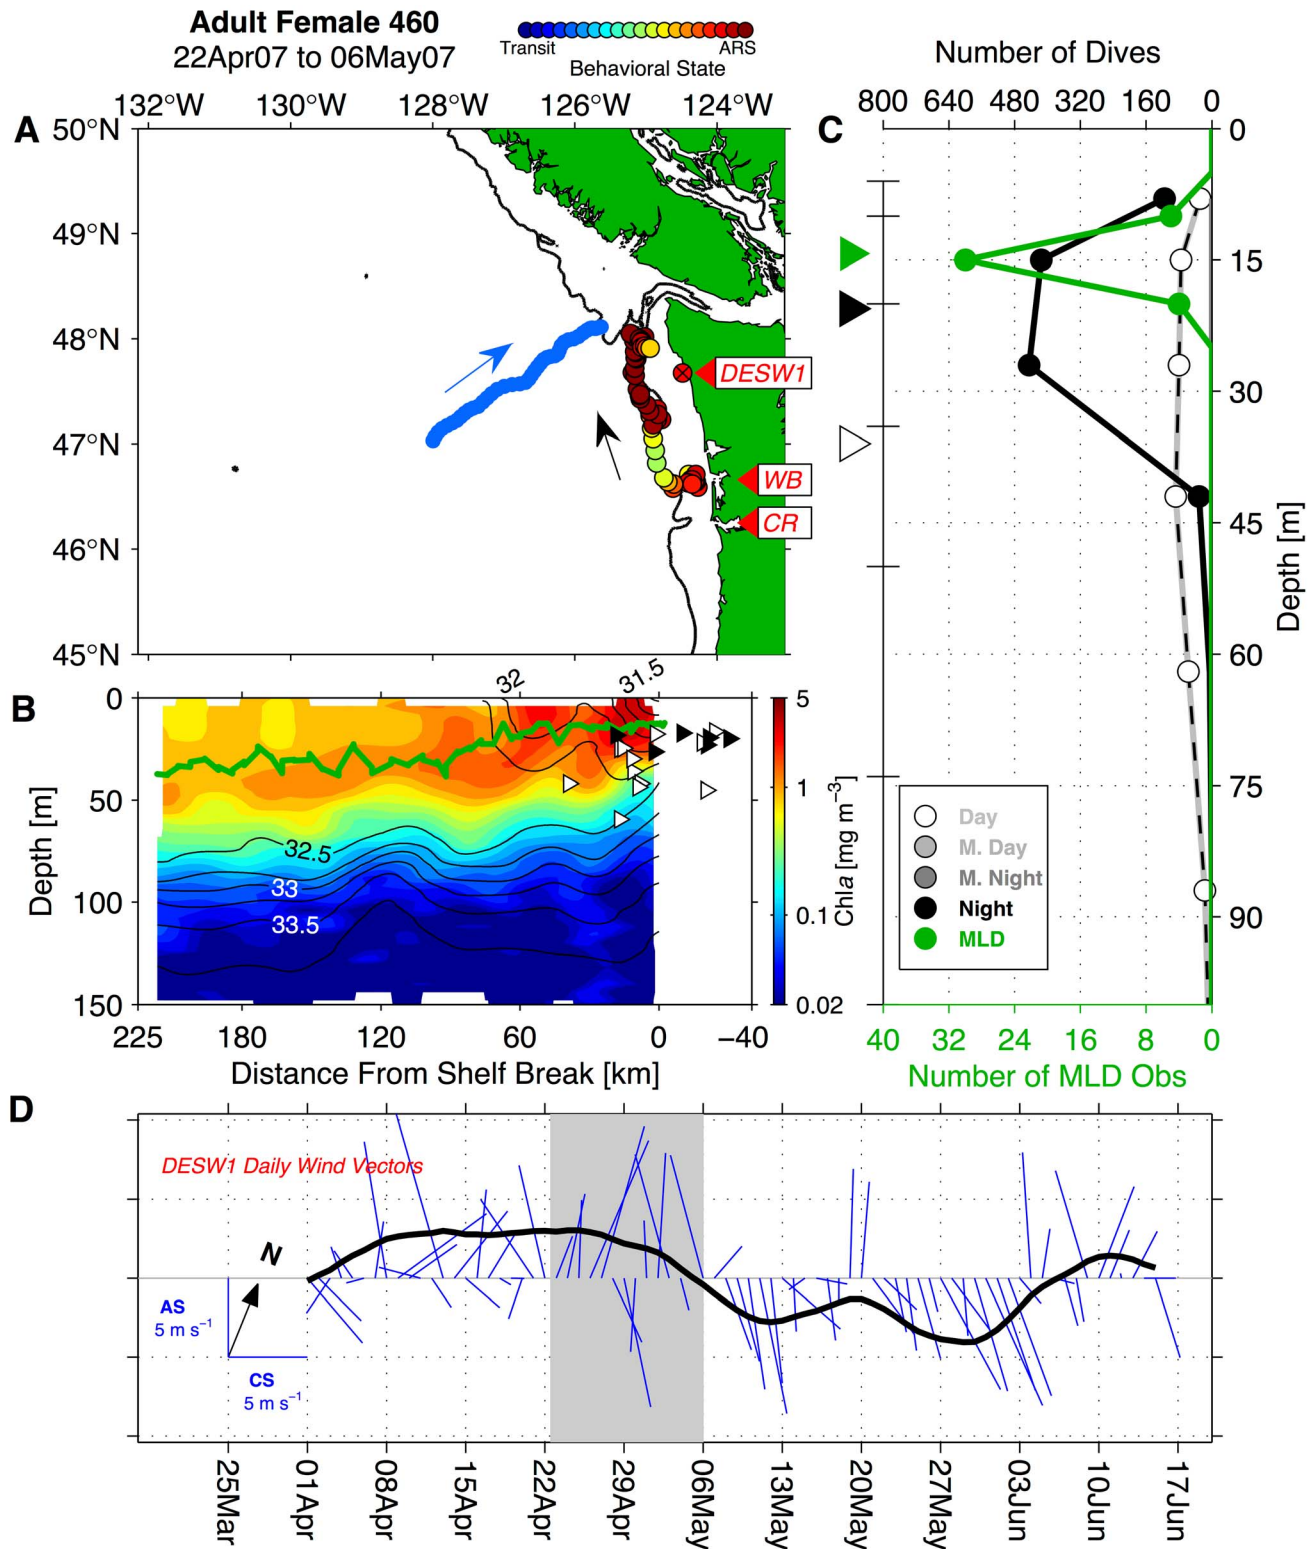 Adult Female 460
22Apr07 to 06May07
Transit
ARS
Behavioral State
Number of Dives
132°W 130°W 128°W 126°W 124°W
800 640 480 320 160 0
A
C
50°N
49°N
48°N
47°N
46°N
45°N
DESW1
WB
CR
0
15
30
45
60
75
90
Depth [m]
Day
M. Day
M. Night
Night
MLD
40 32 24 16 8 0
Number of MLD Obs
B
32
31.5
0
50
100
150
Depth [m]
32.5
33
33.5
5
1
0.1
0.02
Chla [mg m−3]
225 180 120 60 0 −40
Distance From Shelf Break [km]
D
DESW1 Daily Wind Vectors
N
AS
5 m s−1
CS
5 m s−1
25Mar
01Apr
08Apr
15Apr
22Apr
29Apr
06May
13May
20May
27May
03Jun
10Jun
17Jun